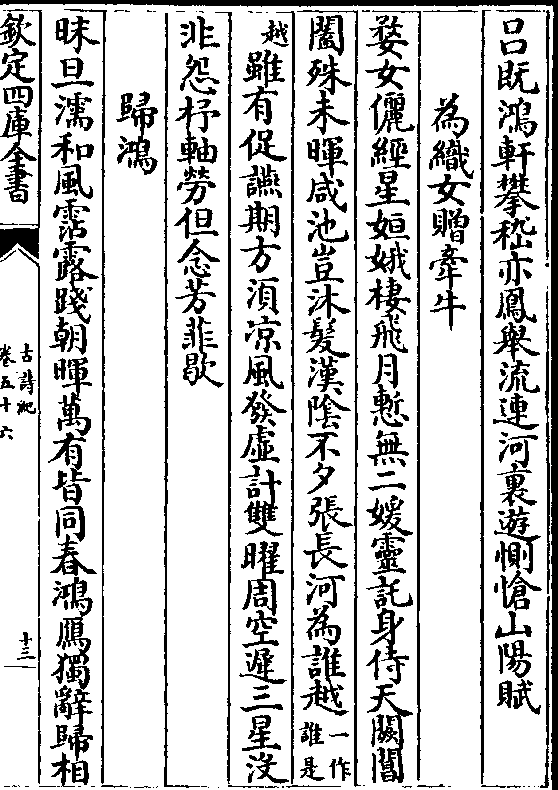 呂既鴻軒攀嵇亦鳳舉流連河裏遊惻愴山陽賦
為織女贈牽牛
婺女儷經星姮娥棲飛月慙無二媛靈託身侍天闕閶
闔殊未暉咸池豈沐髮漢陰不夕張長河為誰越一作誰是
越雖有促讌期方須凉風發虛計雙曜周空遲三星没
非怨杼軸勞但念芳菲歇
歸鴻
昧旦濡和風霑露踐朝暉萬有皆同春鴻鴈獨辭歸相
欽定四庫全書
古詩紀
卷五十六
十三